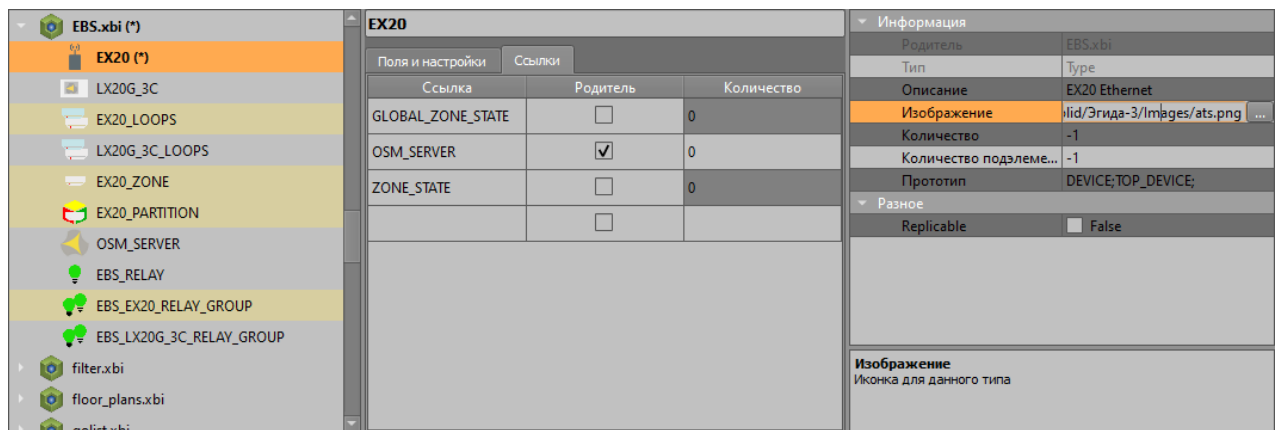 EBS.xbi (*)
EX20 (*)
LX20G_3C
EX20_LOOPS
LX20G_3C_LOOPS
EX20_ZONE
EX20_PARTITION
OSM_SERVER
EBS_RELAY
EBS_EX20_RELAY_GROUP
EBS_LX20G_3C_RELAY_GROUP
filter.xbi
floor_plans.xbi
EX20
Поля и настройки Ссылки
Ссылка Родитель Количество
GLOBAL_ZONE_STATE 0
OSM_SERVER 0
ZONE_STATE 0
Информация
Родитель EBS.xbi
Тип Type
Описание EX20 Ethernet
Изображение lid/Эгида-3/Images/ats.png ...
Количество -1
Количество подэлеме... -1
Прототип DEVICE;TOP_DEVICE;
Разное
Replicable False
Изображение
Иконка для данного типа